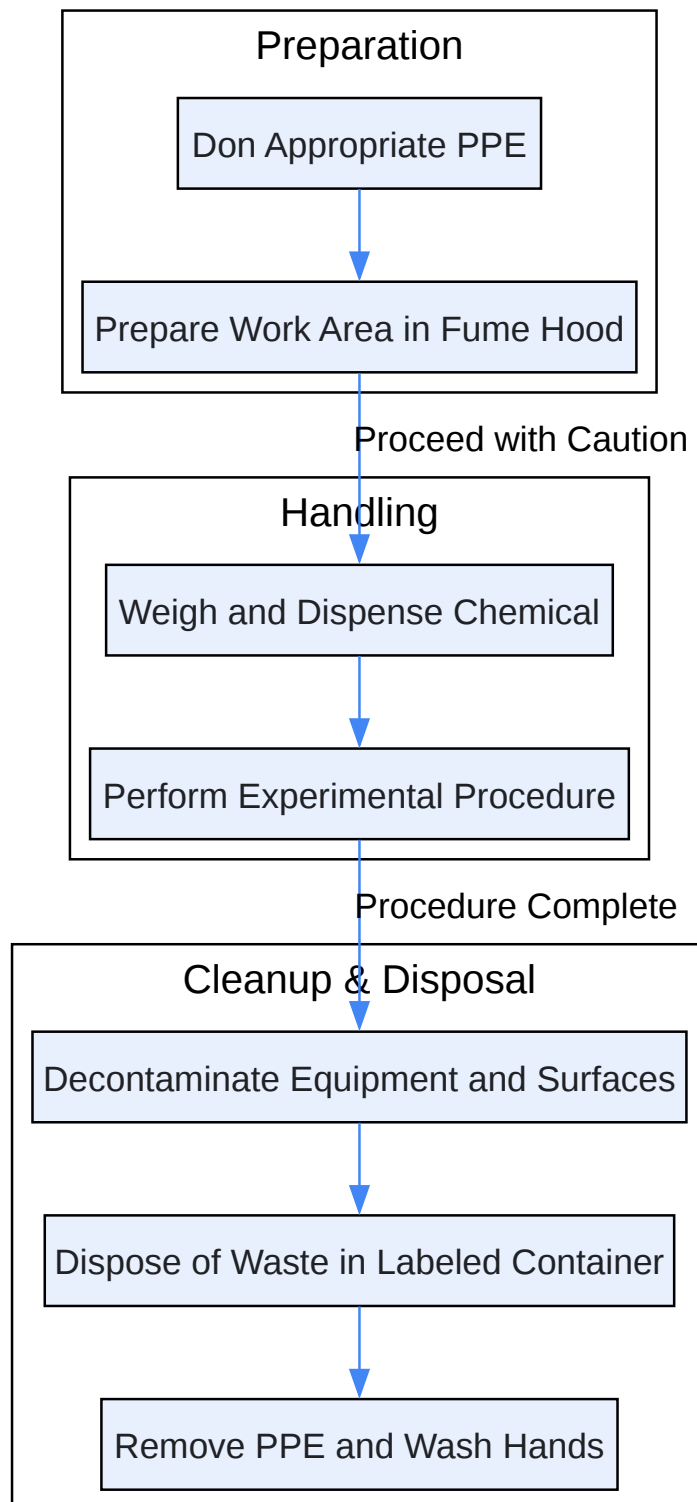 Preparation
Don Appropriate PPE
Prepare Work Area in Fume Hood
Proceed with Caution
Handling
Weigh and Dispense Chemical
Perform Experimental Procedure
Procedure Complete
Cleanup & Disposal
Decontaminate Equipment and Surfaces
Dispose of Waste in Labeled Container
Remove PPE and Wash Hands